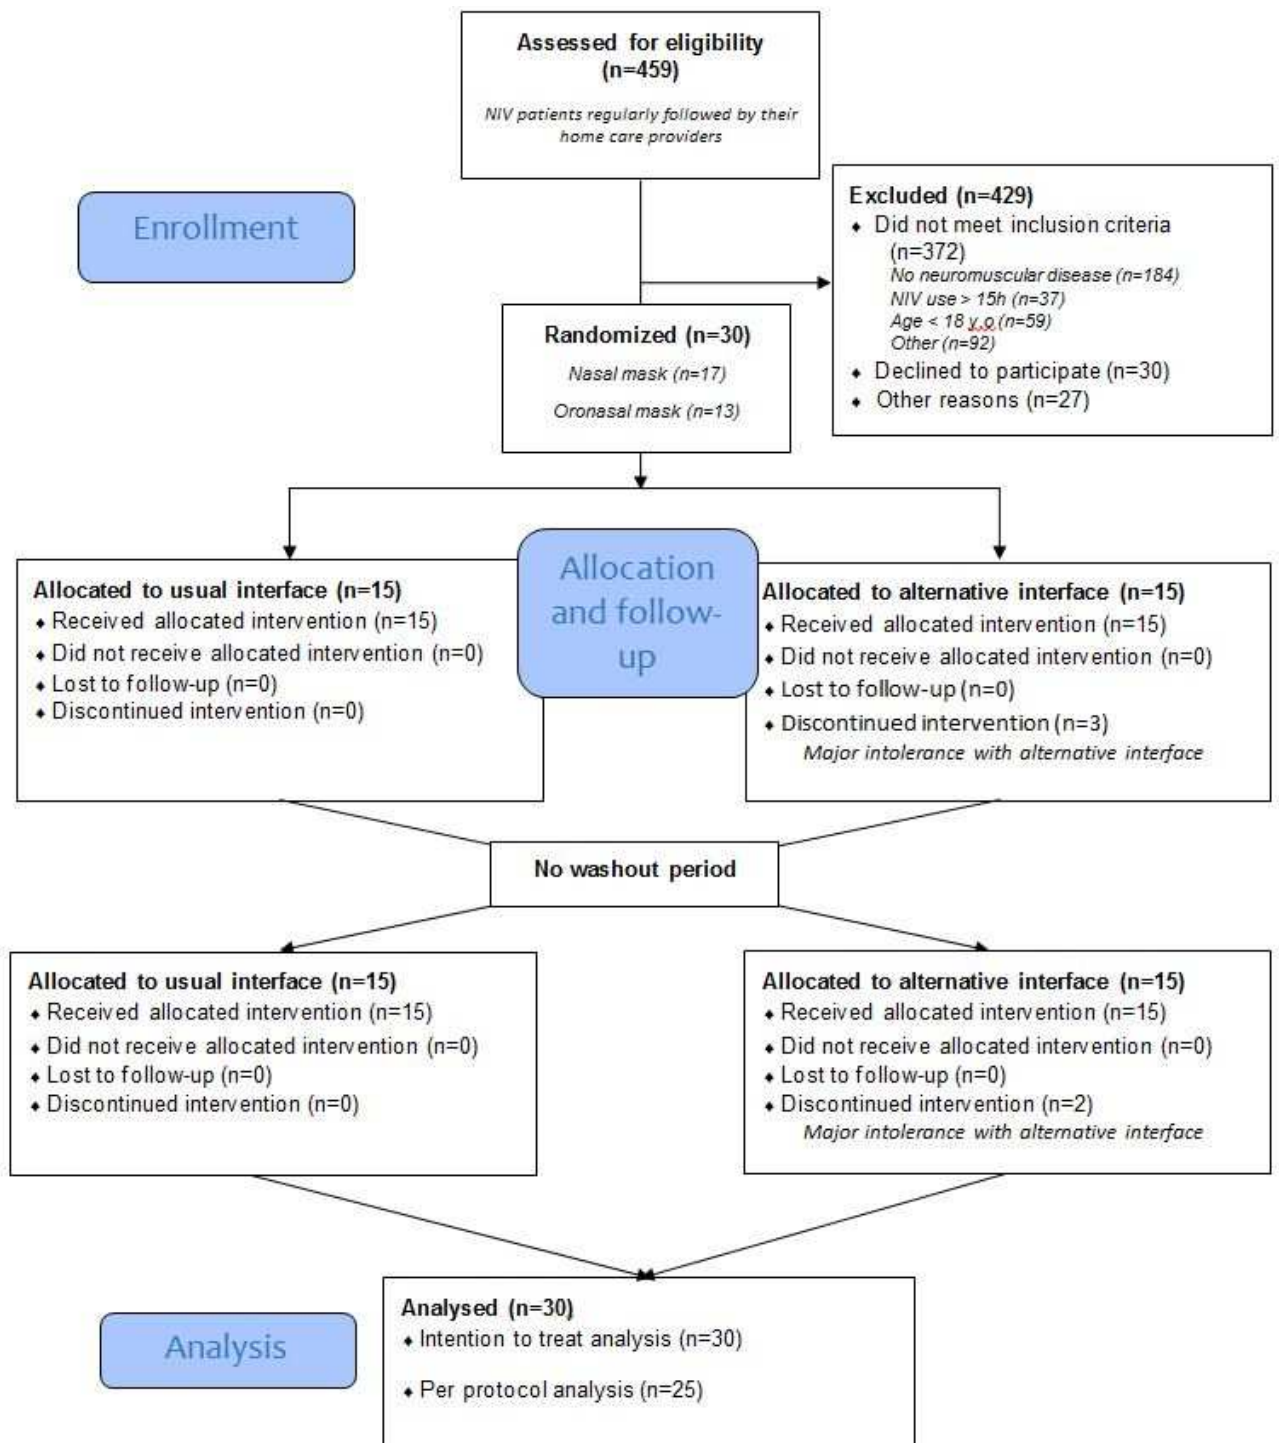 Assessed for eligibility
(n=459)
NIV patients regularly followed by their
home care providers
Enrollment
Excluded (n=429)
♦ Did not meet inclusion criteria
(n=372)
No neuromuscular disease (n=184)
NIV use > 15h (n=37)
Age < 18 y.o (n=59)
Other (n=92)
♦ Declined to participate (n=30)
♦ Other reasons (n=27)
Randomized (n=30)
Nasal mask (n=17)
Oronasal mask (n=13)
Allocation
and follow-
up
Allocated to usual interface (n=15)
♦ Received allocated intervention (n=15)
♦ Did not receive allocated intervention (n=0)
♦ Lost to follow-up (n=0)
♦ Discontinued intervention (n=0)
Allocated to alternative interface (n=15)
♦ Received allocated intervention (n=15)
♦ Did not receive allocated intervention (n=0)
♦ Lost to follow-up (n=0)
♦ Discontinued intervention (n=3)
Major intolerance with alternative interface
No washout period
Allocated to usual interface (n=15)
♦ Received allocated intervention (n=15)
♦ Did not receive allocated intervention (n=0)
♦ Lost to follow-up (n=0)
♦ Discontinued intervention (n=0)
Allocated to alternative interface (n=15)
♦ Received allocated intervention (n=15)
♦ Did not receive allocated intervention (n=0)
♦ Lost to follow-up (n=0)
♦ Discontinued intervention (n=2)
Major intolerance with alternative interface
Analysis
Analysed (n=30)
♦ Intention to treat analysis (n=30)
♦ Per protocol analysis (n=25)